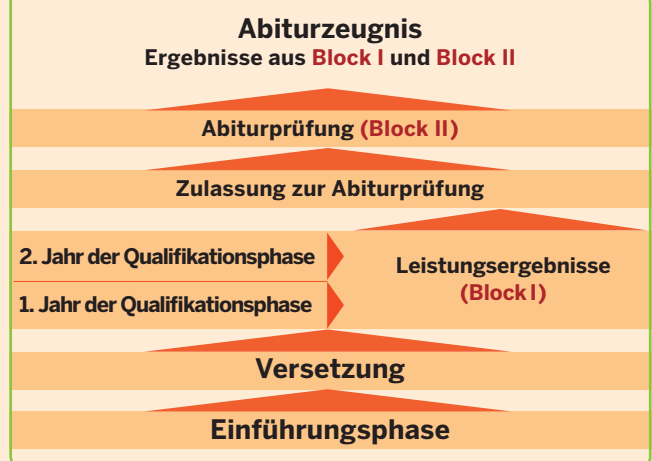 Abiturzeugnis
Ergebnisse aus Block I und Block II
Abiturprüfung (Block II)
Zulassung zur Abiturprüfung
2. Jahr der Qualifikationsphase
1. Jahr der Qualifikationsphase
Leistungsergebnisse
(Block I)
Versetzung
Einführungsphase